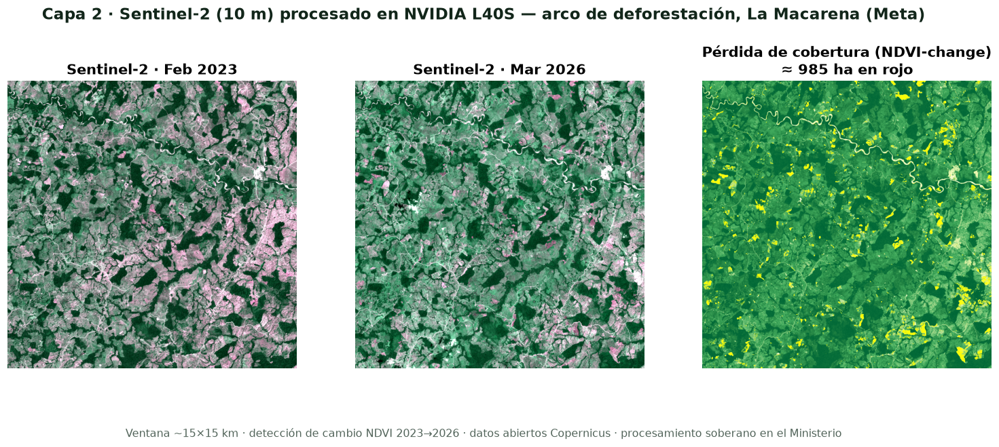 Capa 2 · Sentinel-2 (10 m) procesado en NVIDIA L40S — arco de deforestación, La Macarena (Meta)
Sentinel-2 · Feb 2023
Sentinel-2 · Mar 2026
Pérdida de cobertura (NDVI-change)
≈ 985 ha en rojo
Ventana ~15×15 km · detección de cambio NDVI 2023→2026 · datos abiertos Copernicus · procesamiento soberano en el Ministerio